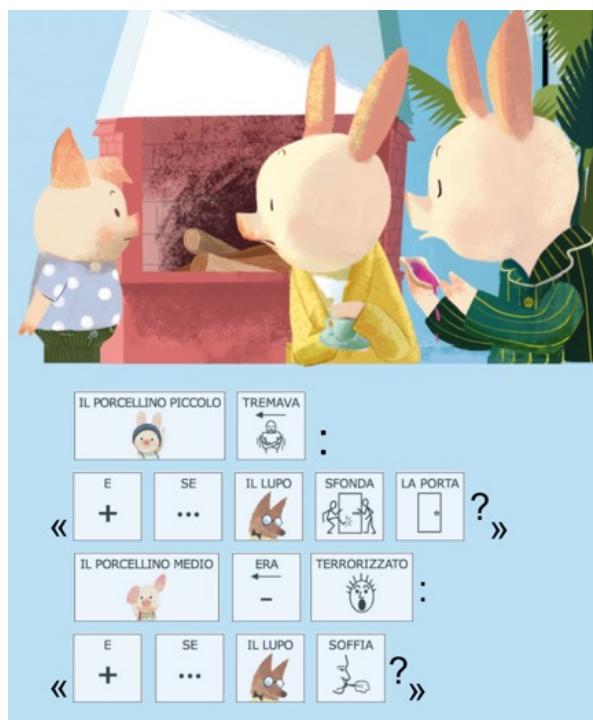 IL PORCELLINO PICCOLO TREMAVA :
« E SE IL LUPO SFONDA LA PORTA ? »
IL PORCELLINO MEDIO ERA TERRORIZZATO :
« E SE IL LUPO SOFFIA ? »